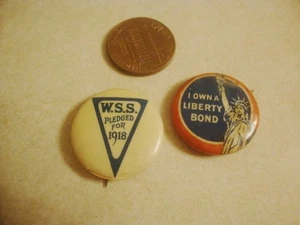 W.S.S.
PLEDGED
FOR
1918
I OWN A
LIBERTY
BOND